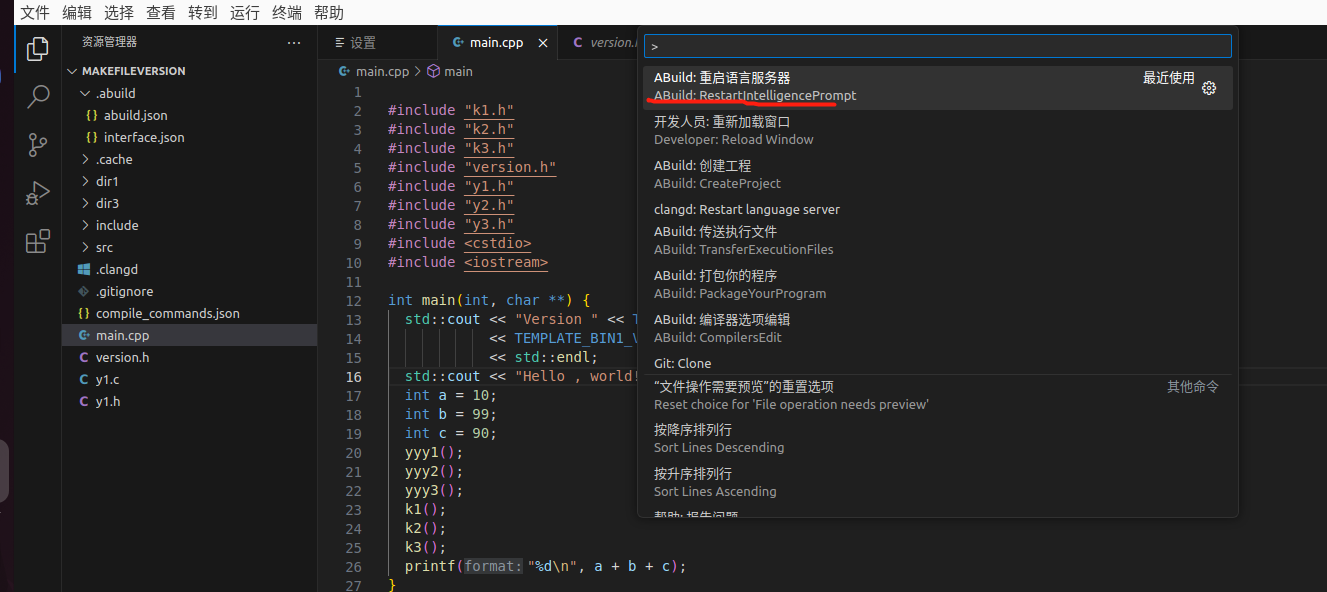 文件 编辑 选择 查看 转到 运行 终端 帮助
资源管理器 ···
MAKEFILEVERSION
.abuild
{} abuild.json
{} interface.json
.cache
dir1
dir3
include
src
.clangd
.gitignore
{} compile_commands.json
main.cpp
C version.h
C y1.c
C y1.h
设置
main.cpp
C version.
main.cpp > main
1
2 #include "k1.h"
3 #include "k2.h"
4 #include "k3.h"
5 #include "version.h"
6 #include "y1.h"
7 #include "y2.h"
8 #include "y3.h"
9 #include <cstdio>
10 #include <iostream>
11
12 int main(int, char **) {
13 std::cout << "Version " <<
14 << TEMPLATE_BIN1_
15 << std::endl;
16 std::cout << "Hello , world!
17 int a = 10;
18 int b = 99;
19 int c = 90;
20 yyy1();
21 yyy2();
22 yyy3();
23 k1();
24 k2();
25 k3();
26 printf(format: "%d\n", a + b + c);
27 }
>
ABuild: 重启语言服务器 最近使用
ABuild: RestartIntelligencePrompt
开发人员: 重新加载窗口
Developer: Reload Window
ABuild: 创建工程
ABuild: CreateProject
clangd: Restart language server
ABuild: 传送执行文件
ABuild: TransferExecutionFiles
ABuild: 打包你的程序
ABuild: PackageYourProgram
ABuild: 编译器选项编辑
ABuild: CompilersEdit
Git: Clone
“文件操作需要预览”的重置选项 其他命令
Reset choice for 'File operation needs preview'
按降序排列行
Sort Lines Descending
按升序排列行
Sort Lines Ascending
帮助: 报告问题